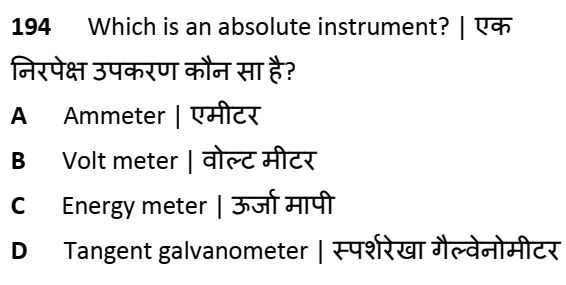 194 Which is an absolute instrument? | एक
निरपेक्ष उपकरण कौन सा है?
A Ammeter | एमीटर
B Volt meter | वोल्ट मीटर
C Energy meter | ऊर्जा मापी
D Tangent galvanometer | स्पर्शरेखा गैल्वेनोमीटर